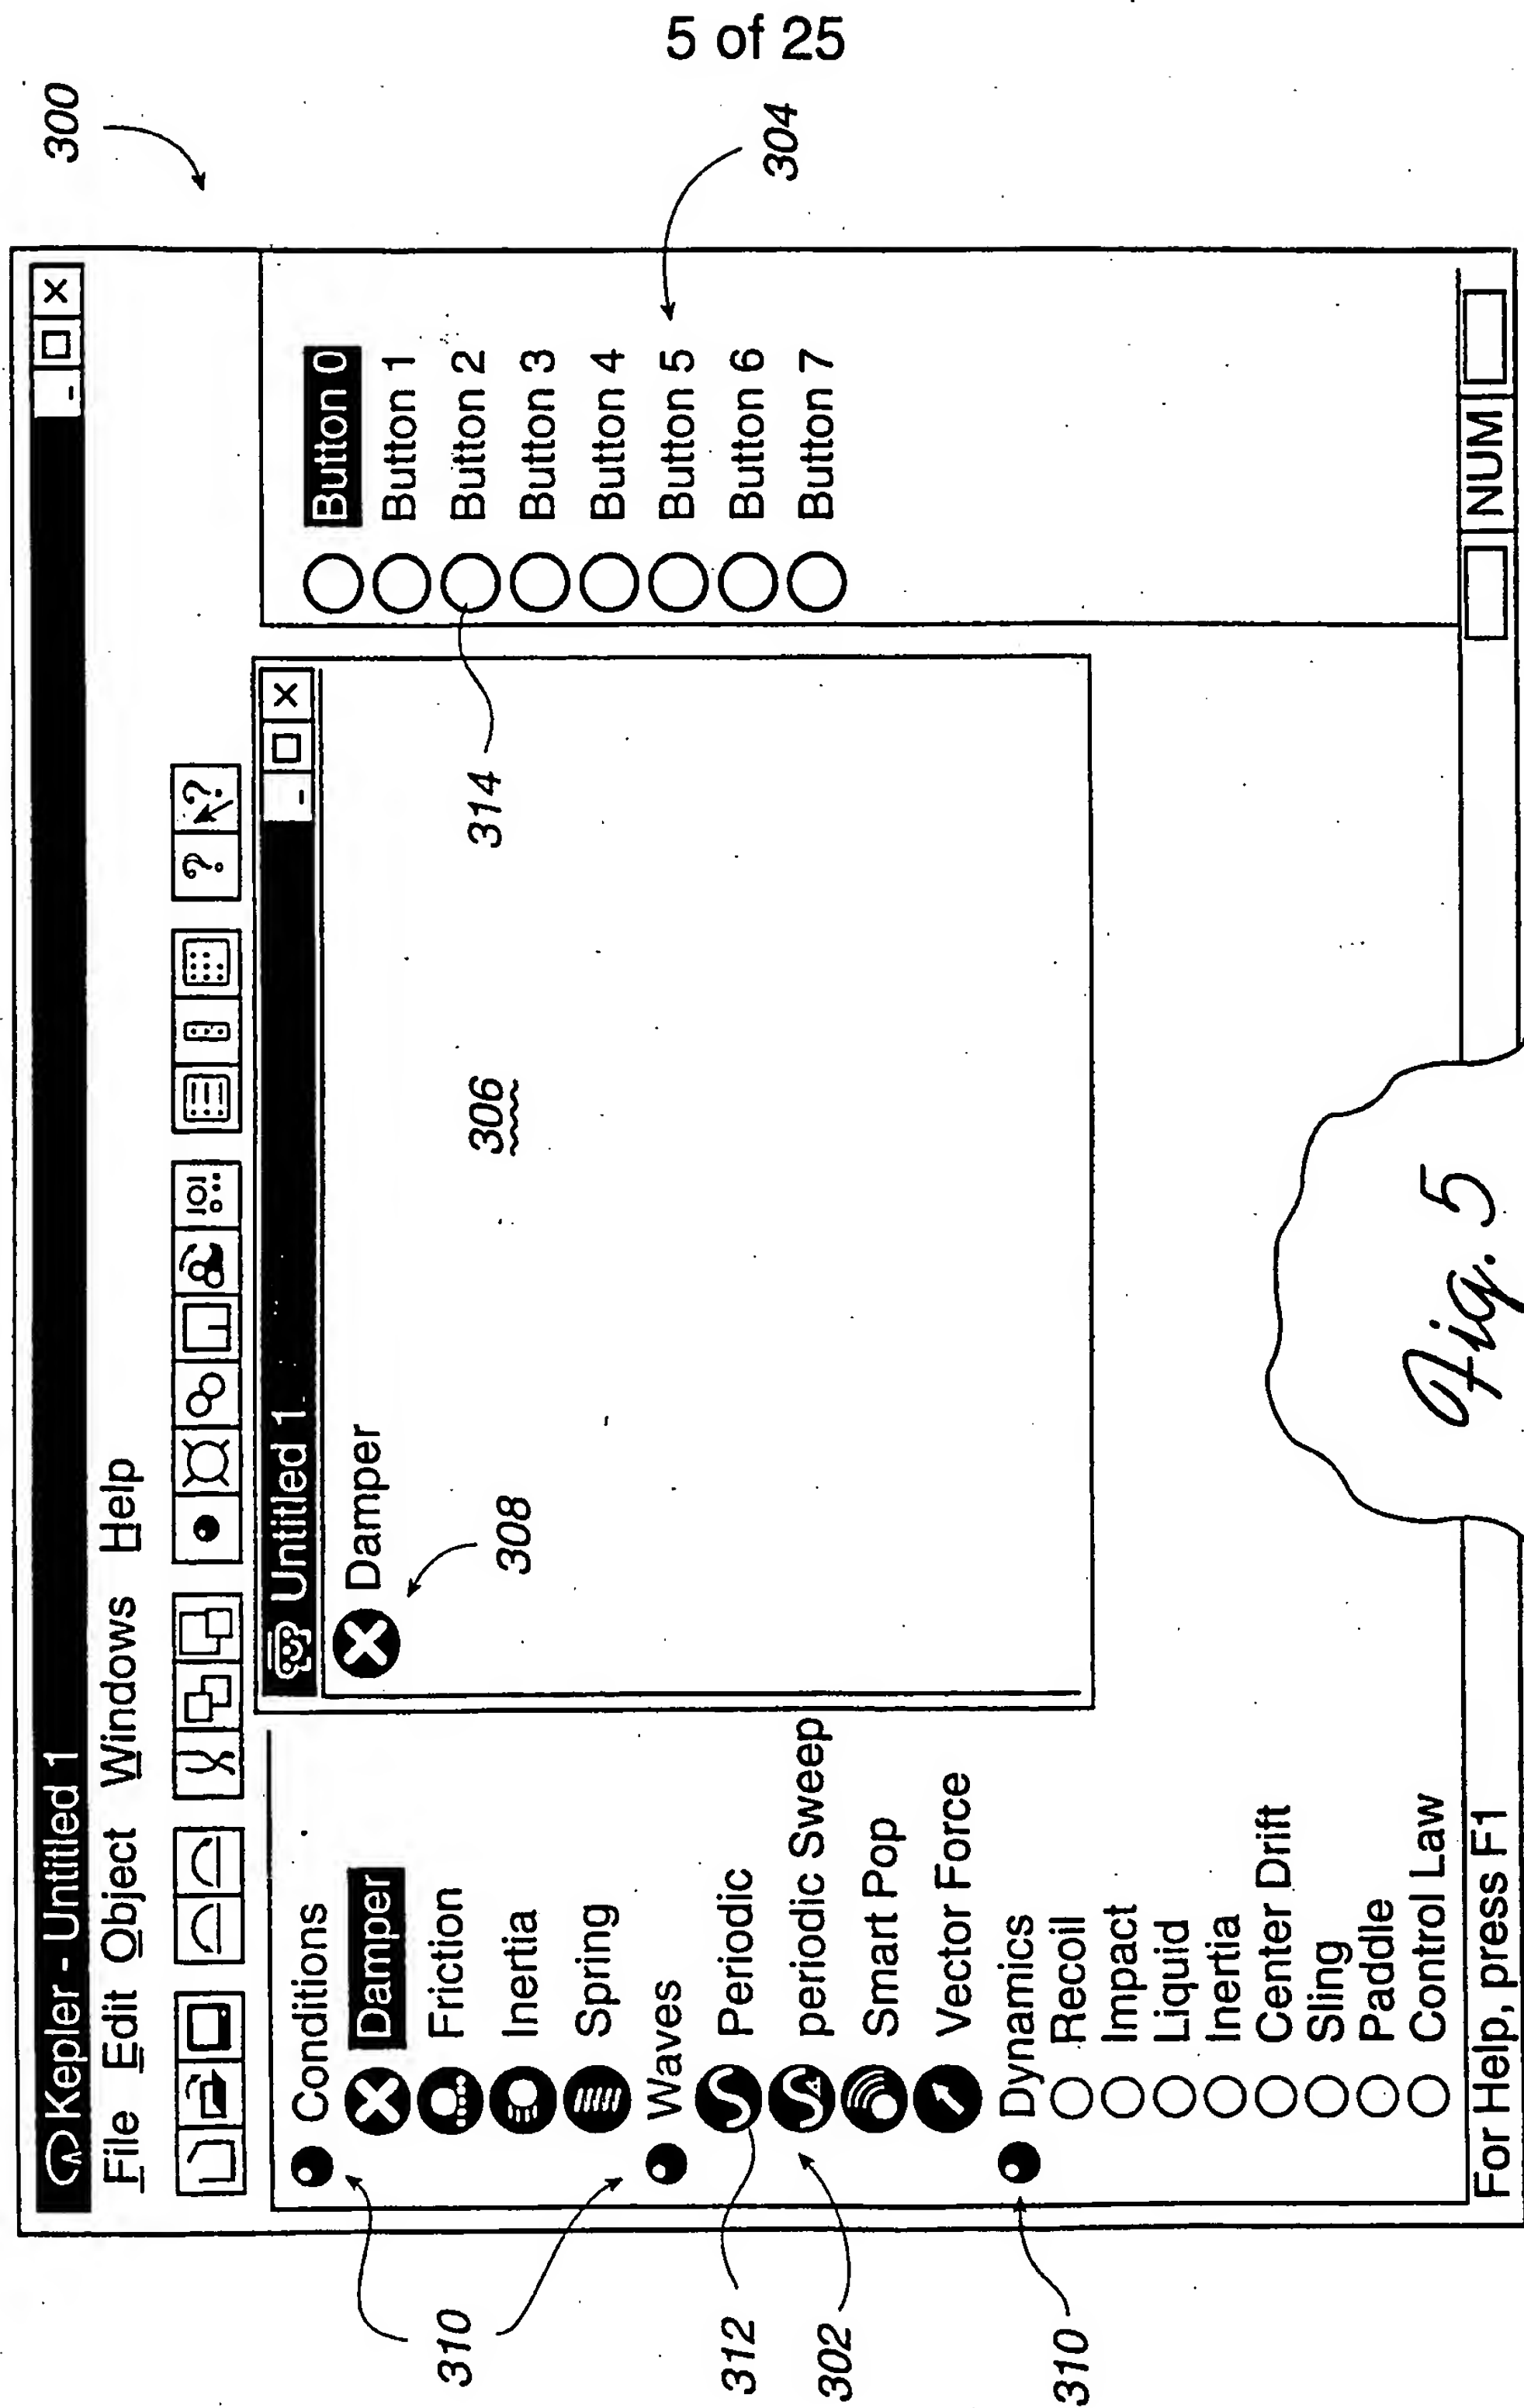 5 of 25
300
Kepler - Untitled 1
File Edit Object Windows Help
Conditions
Damper
Friction
Inertia
Spring
Waves
Periodic
periodic Sweep
Smart Pop
Vector Force
Dynamics
Recoil
Impact
Liquid
Inertia
Center Drift
Sling
Paddle
Control Law
310
312
302
310
Untitled 1
Damper
308
306
314
Button 0
Button 1
Button 2
Button 3
Button 4
Button 5
Button 6
Button 7
304
For Help, press F1
NUM
Fig. 5